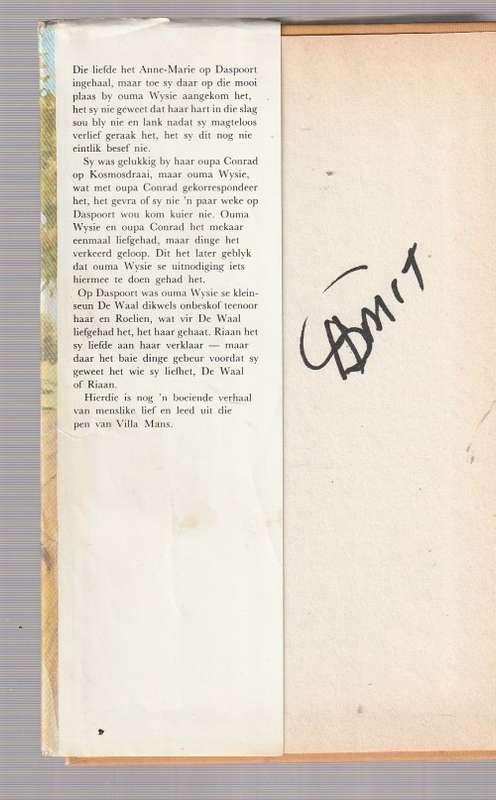 Die liefde het Anne-Marie op Daspoort
ingehaal, maar toe sy daar op die mooi
plaas by ouma Wysie aangekom het,
het sy nie geweet dat haar hart in die slag
sou bly nie en lank nadat sy magteloos
verlief geraak het, het sy dit nog nie
eintlik besef nie.
Sy was gelukkig by haar oupa Conrad
op Kosmosdraai, maar ouma Wysie,
wat met oupa Conrad gekorrespondeer
het, het gevra of sy nie 'n paar weke op
Daspoort wou kom kuier nie. Ouma
Wysie en oupa Conrad het mekaar
eenmaal liefgehad, maar dinge het
verkeerd geloop. Dit het later geblyk
dat ouma Wysie se uitnodiging iets
hiermee te doen gehad het.
Op Daspoort was ouma Wysie se klein-
seun De Waal dikwels onbeskof teenoor
haar en Roelien, wat vir De Waal
liefgehad het, het haar gehaat. Riaan het
sy liefde aan haar verklaar — maar
daar het baie dinge gebeur voordat sy
geweet het wie sy liefhet, De Waal
of Riaan.
Hierdie is nog 'n boeiende verhaal
van menslike lief en leed uit die
pen van Villa Mans.